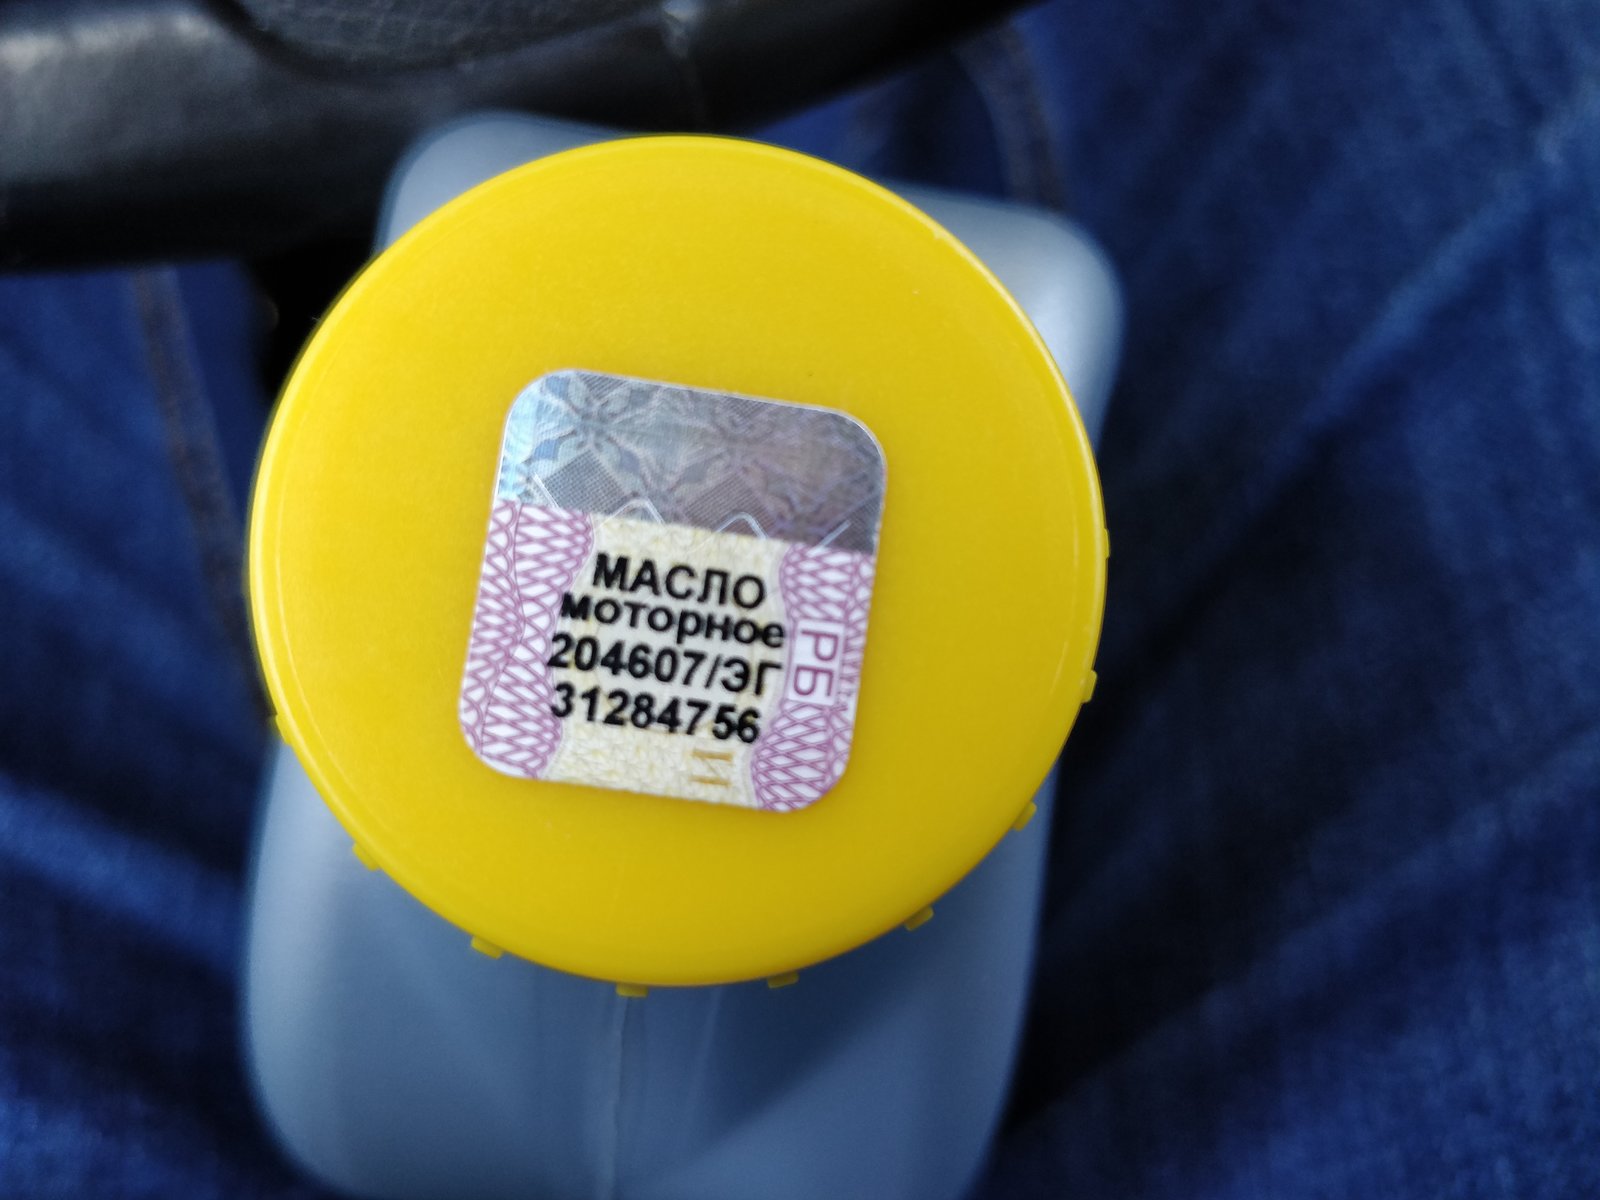 МАСЛО
моторное
204607/ЭГ
31284756
РБ